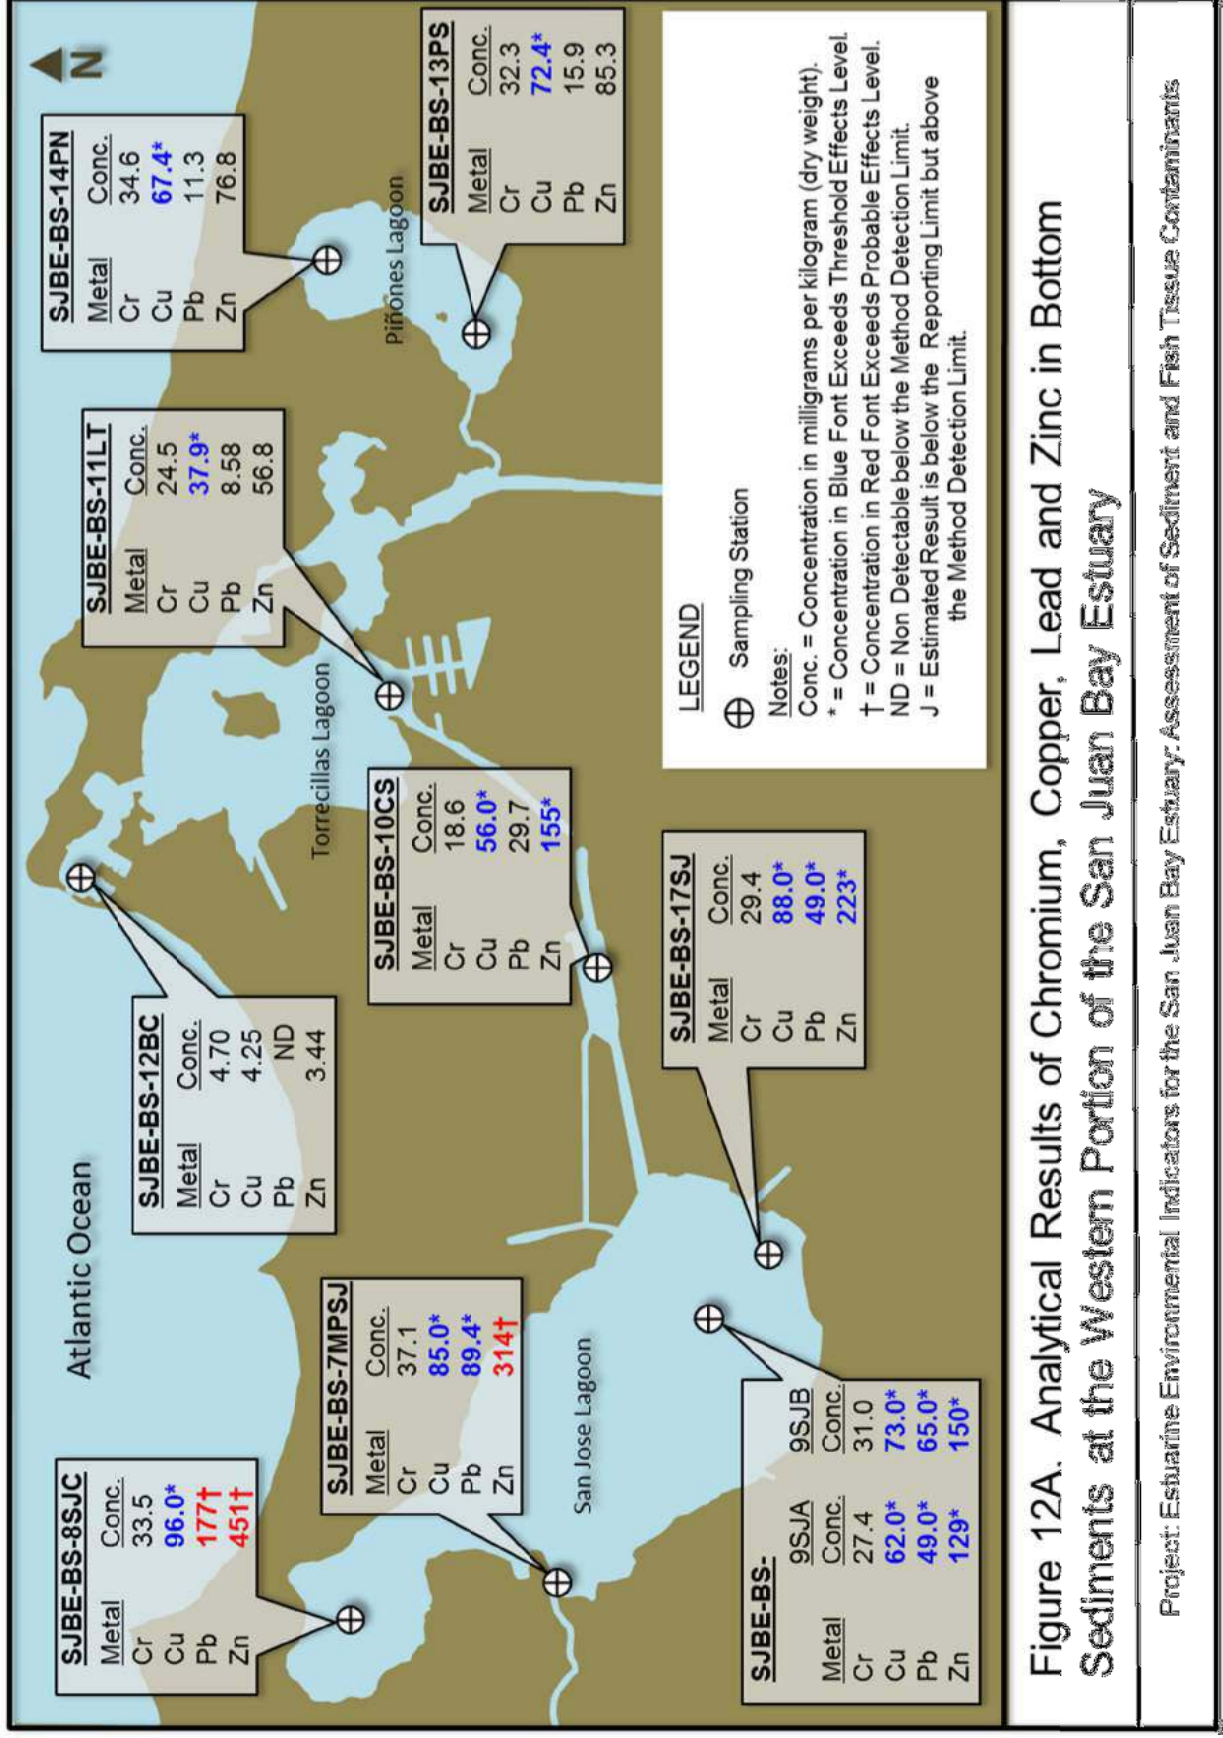 N
Atlantic Ocean
SJBE-BS-8SJC
Metal Conc.
Cr 33.5
Cu 96.0*
Pb 177†
Zn 451†
SJBE-BS-12BC
Metal Conc.
Cr 4.70
Cu 4.25
Pb ND
Zn 3.44
SJBE-BS-11LT
Metal Conc.
Cr 24.5
Cu 37.9*
Pb 8.58
Zn 56.8
SJBE-BS-14PN
Metal Conc.
Cr 34.6
Cu 67.4*
Pb 11.3
Zn 76.8
SJBE-BS-7MPSJ
Metal Conc.
Cr 37.1
Cu 85.0*
Pb 89.4*
Zn 314†
Torrecillas Lagoon
SJBE-BS-10CS
Metal Conc.
Cr 18.6
Cu 56.0*
Pb 29.7
Zn 155*
Piñones Lagoon
SJBE-BS-13PS
Metal Conc.
Cr 32.3
Cu 72.4*
Pb 15.9
Zn 85.3
San Jose Lagoon
SJBE-BS-17SJ
Metal Conc.
Cr 29.4
Cu 88.0*
Pb 49.0*
Zn 223*
SJBE-BS-
9SJA 9SJB
Metal Conc. Conc.
Cr 27.4 31.0
Cu 62.0* 73.0*
Pb 49.0* 65.0*
Zn 129* 150*
LEGEND
Sampling Station
Notes:
Conc. = Concentration in milligrams per kilogram (dry weight).
* = Concentration in Blue Font Exceeds Threshold Effects Level.
† = Concentration in Red Font Exceeds Probable Effects Level.
ND = Non Detectable below the Method Detection Limit.
J = Estimated Result is below the Reporting Limit but above
the Method Detection Limit.
Figure 12A. Analytical Results of Chromium, Copper, Lead and Zinc in Bottom
Sediments at the Western Portion of the San Juan Bay Estuary
Project: Estuarine Environmental Indicators for the San Juan Bay Estuary: Assessment of Sediment and Fish Tissue Contaminants